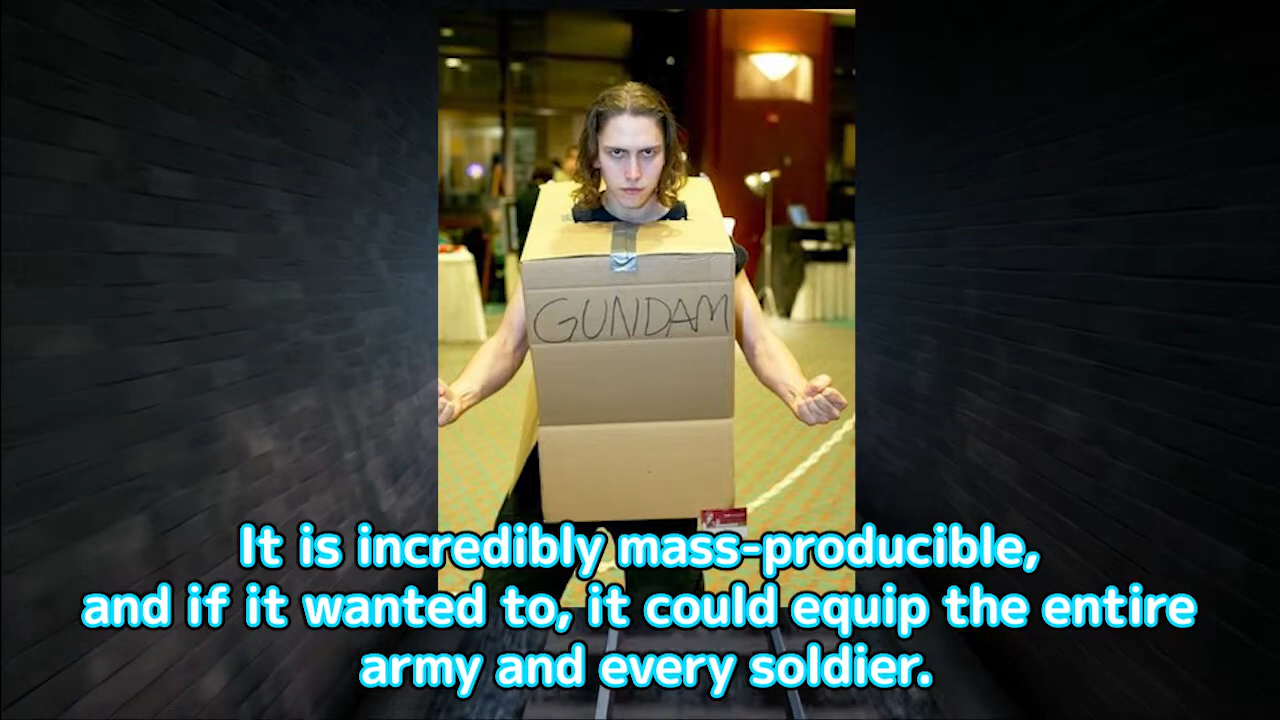 GUNDAM
It is incredibly mass-producible,
and if it wanted to, it could equip the entire
army and every soldier.